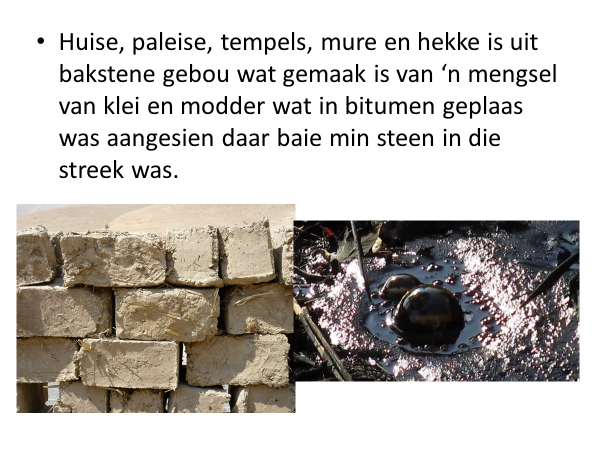 • Huise, paleise, tempels, mure en hekke is uit
bakstene gebou wat gemaak is van ‘n mengsel
van klei en modder wat in bitumen geplaas
was aangesien daar baie min steen in die
streek was.